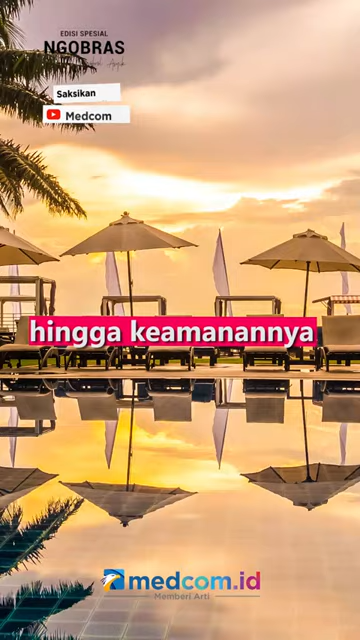 EDISI SPESIAL
NGOBRAS
Saksikan
Medcom
hingga keamanannya
medcom.id
Memberi Arti